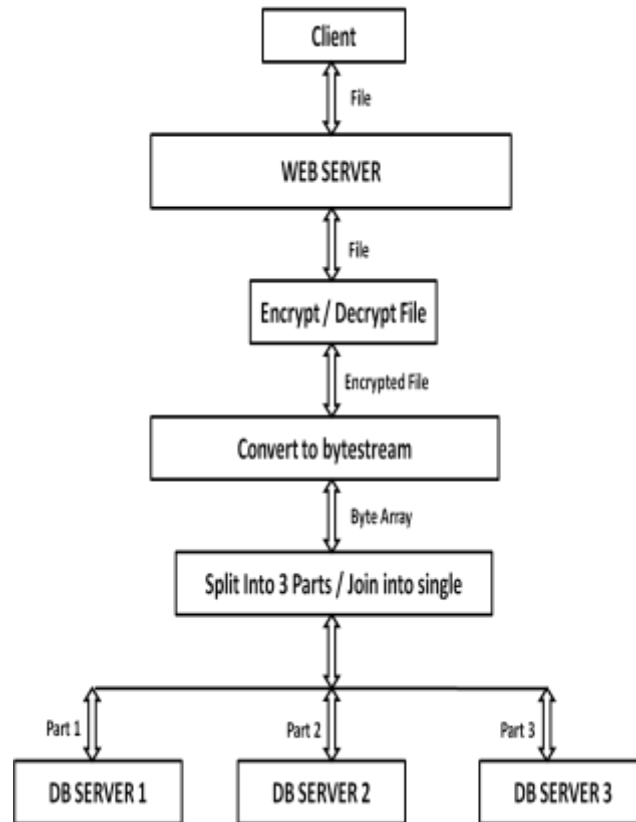 Client
File
WEB SERVER
File
Encrypt / Decrypt File
Encrypted File
Convert to bytestream
Byte Array
Split Into 3 Parts / Join into single
Part 1
Part 2
Part 3
DB SERVER 1
DB SERVER 2
DB SERVER 3